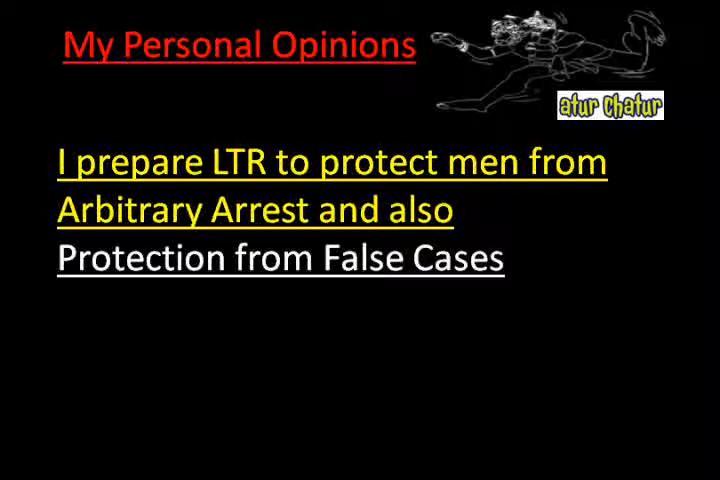 My Personal Opinions
atur chatur
I prepare LTR to protect men from
Arbitrary Arrest and also
Protection from False Cases